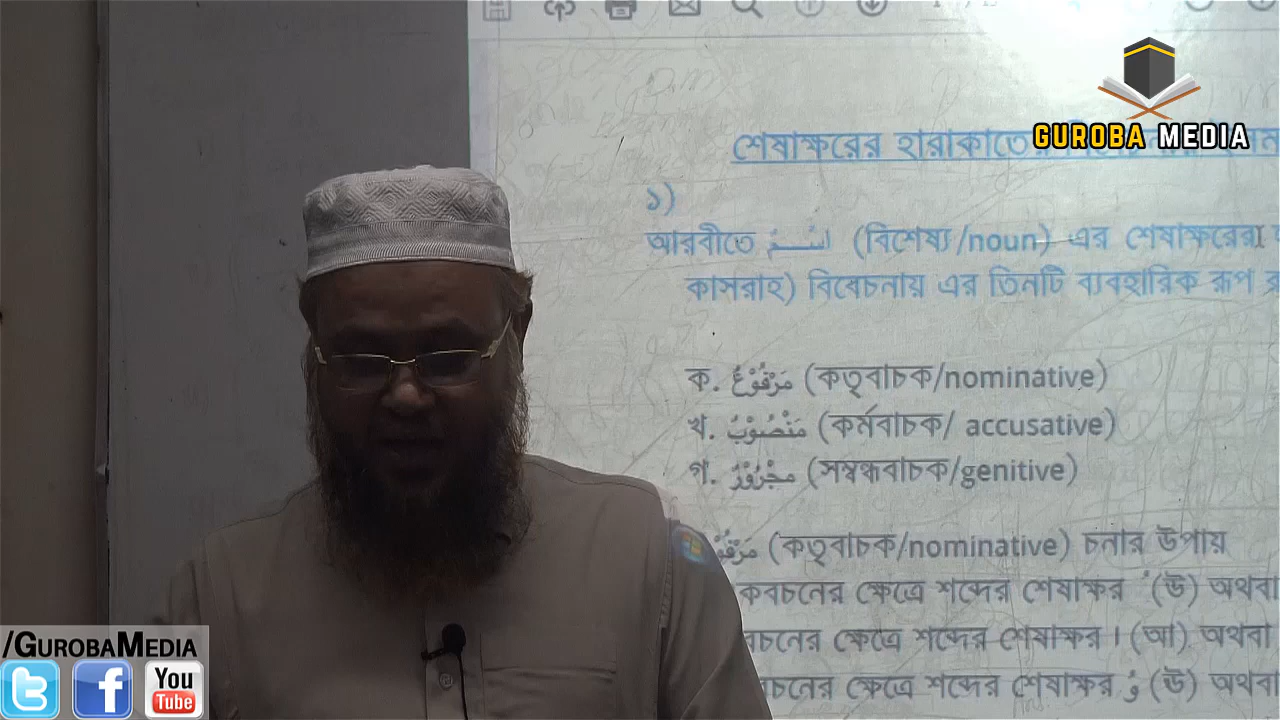 GUROBA MEDIA
শেষাক্ষরের হারাকাতের
১)
আরবীতে اِسْـــمٌ (বিশেষ্য/noun) এর শেষাক্ষরের
কাসরাহ) বিবেচনায় এর তিনটি ব্যবহারিক রূপ
ক. مَرْفُوْعٌ (কতৃবাচক/nominative)
খ. مَنْصُوْبٌ (কর্মবাচক/ accusative)
গ. مَجْرُوْرٌ (সম্বন্ধবাচক/genitive)
(কতৃবাচক/nominative) চনার উপায়
কবচনের ক্ষেত্রে শব্দের শেষাক্ষর ُ (উ) অথবা
বচনের ক্ষেত্রে শব্দের শেষাক্ষর ا (আ) অথবা
চনের ক্ষেত্রে শব্দের শেষাক্ষর وُ (ঊ) অথবা
/GUROBAMEDIA
You
Tube